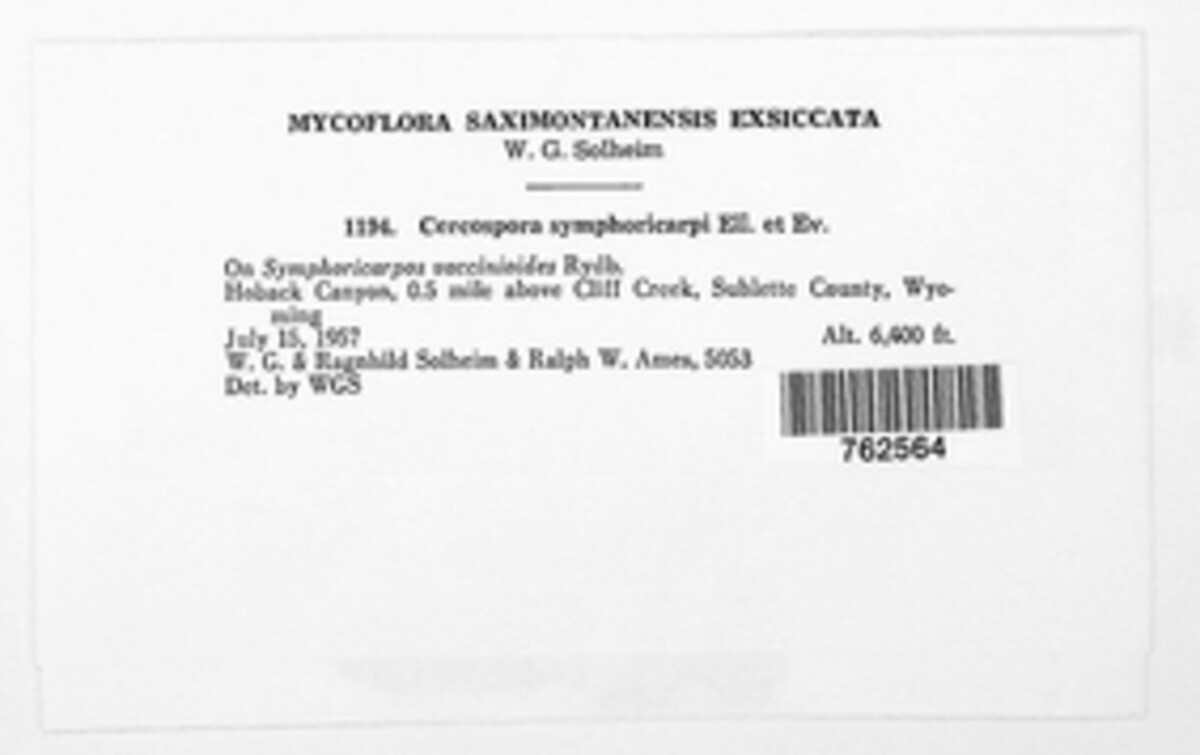 MYCOFLORA SAXIMONTANENSIS EXSICCATA
W. G. Solheim
1194. Cercospora symphoricarpi Ell. et Ev.
On Symphoricarpos vaccinioides Rydb.
Hoback Canyon, 0.5 mile above Cliff Creek, Sublette County, Wyo-
ming
July 15, 1957 Alt. 6,400 ft.
W. G. & Ragnhild Solheim & Ralph W. Ames, 5053
Det. by WGS
762564